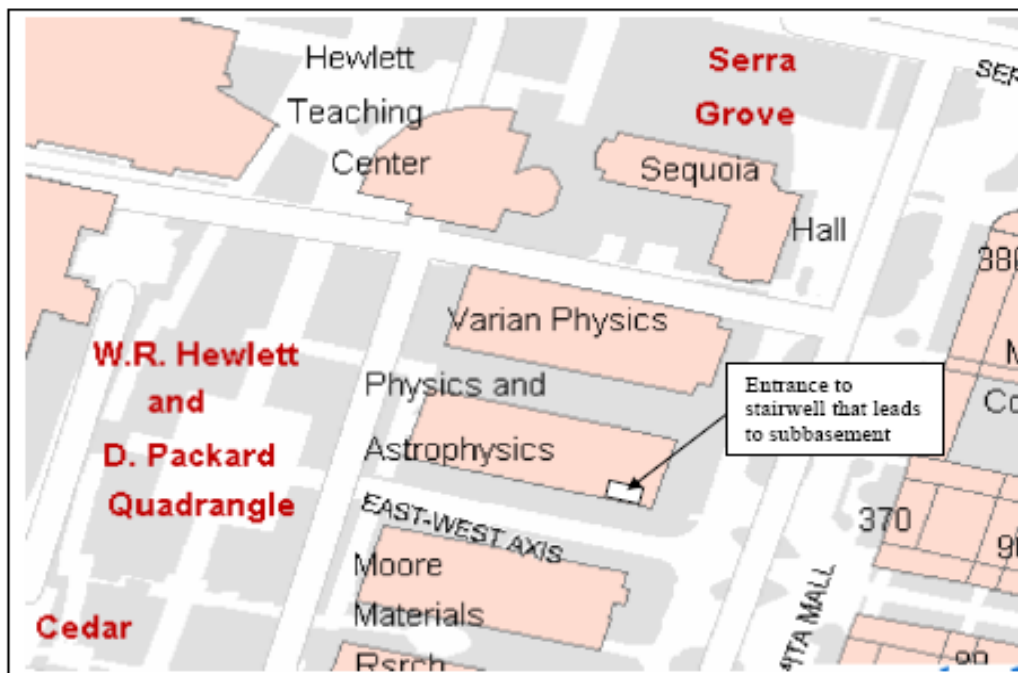 Hewlett
Teaching
Center
Serra
Grove
Sequoia
Hall
Varian Physics
Physics and
Astrophysics
Entrance to
stairwell that leads
to subbasement
W.R. Hewlett
and
D. Packard
Quadrangle
EAST-WEST AXIS
370
Moore
Materials
Rsrch
Cedar
MALL